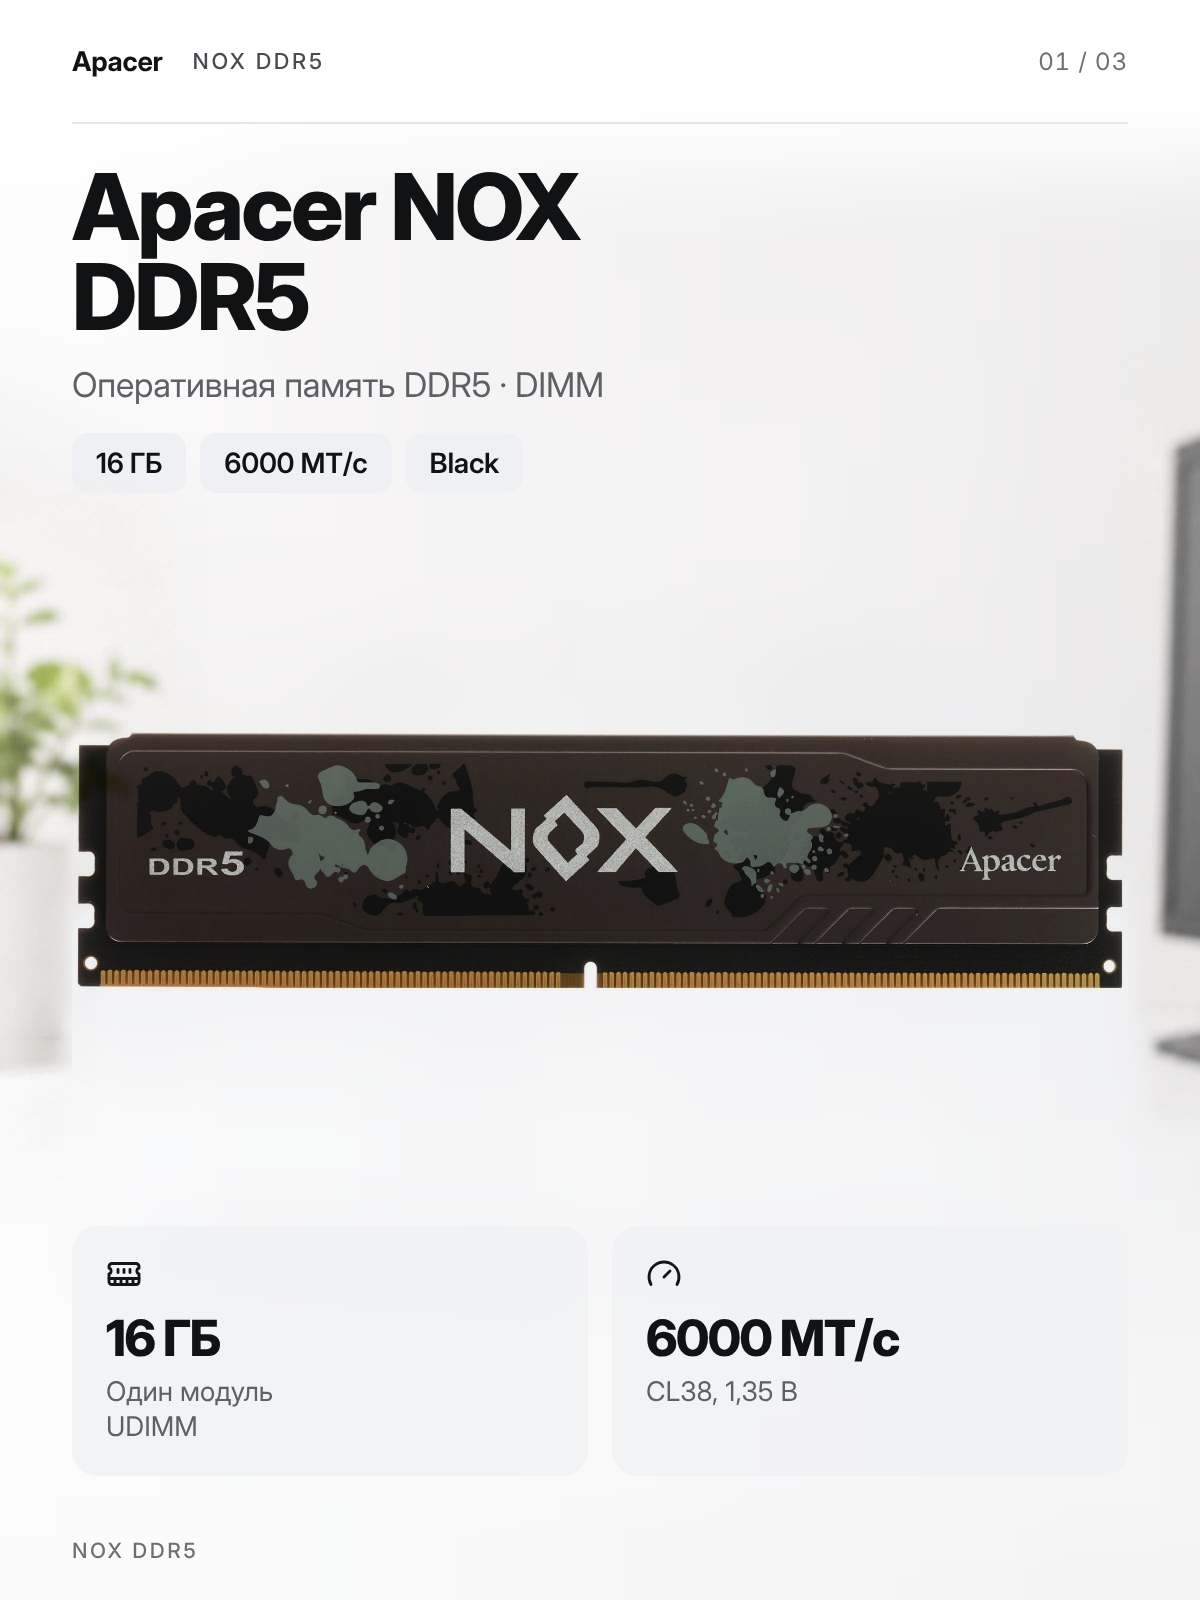 Apacer NOX DDR5 01 / 03
Apacer NOX
DDR5
Оперативная память DDR5 · DIMM
16 ГБ 6000 МТ/с Black
NOX
DDR5
Apacer
16 ГБ
Один модуль
UDIMM
6000 МТ/с
CL38, 1,35 В
NOX DDR5